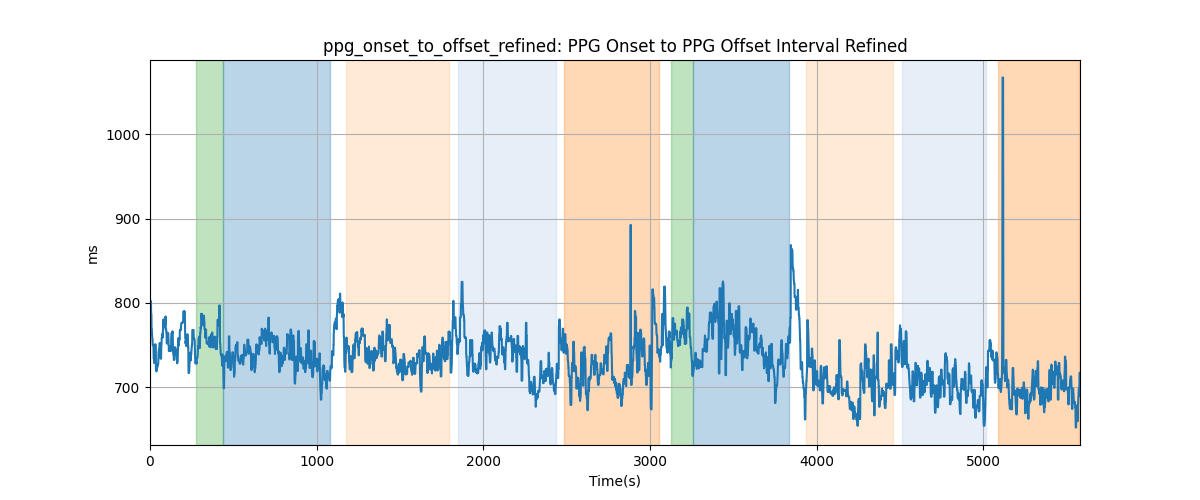 ppg_onset_to_offset_refined: PPG Onset to PPG Offset Interval Refined
1000
900
800
700
ms
0 1000 2000 3000 4000 5000
Time(s)